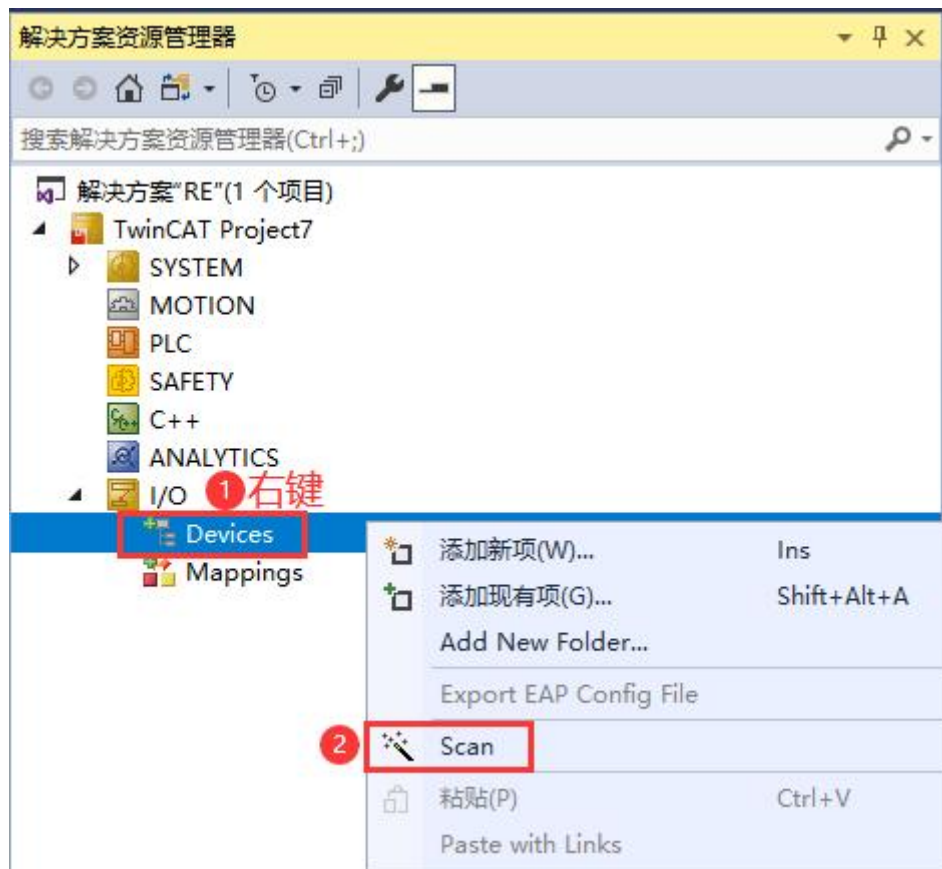 解决方案资源管理器
搜索解决方案资源管理器(Ctrl+;)
解决方案"RE"(1 个项目)
TwinCAT Project7
SYSTEM
MOTION
PLC
SAFETY
C++
ANALYTICS
I/O 1 右键
Devices
Mappings
添加新项(W)... Ins
添加现有项(G)... Shift+Alt+A
Add New Folder...
Export EAP Config File
2 Scan
粘贴(P) Ctrl+V
Paste with Links